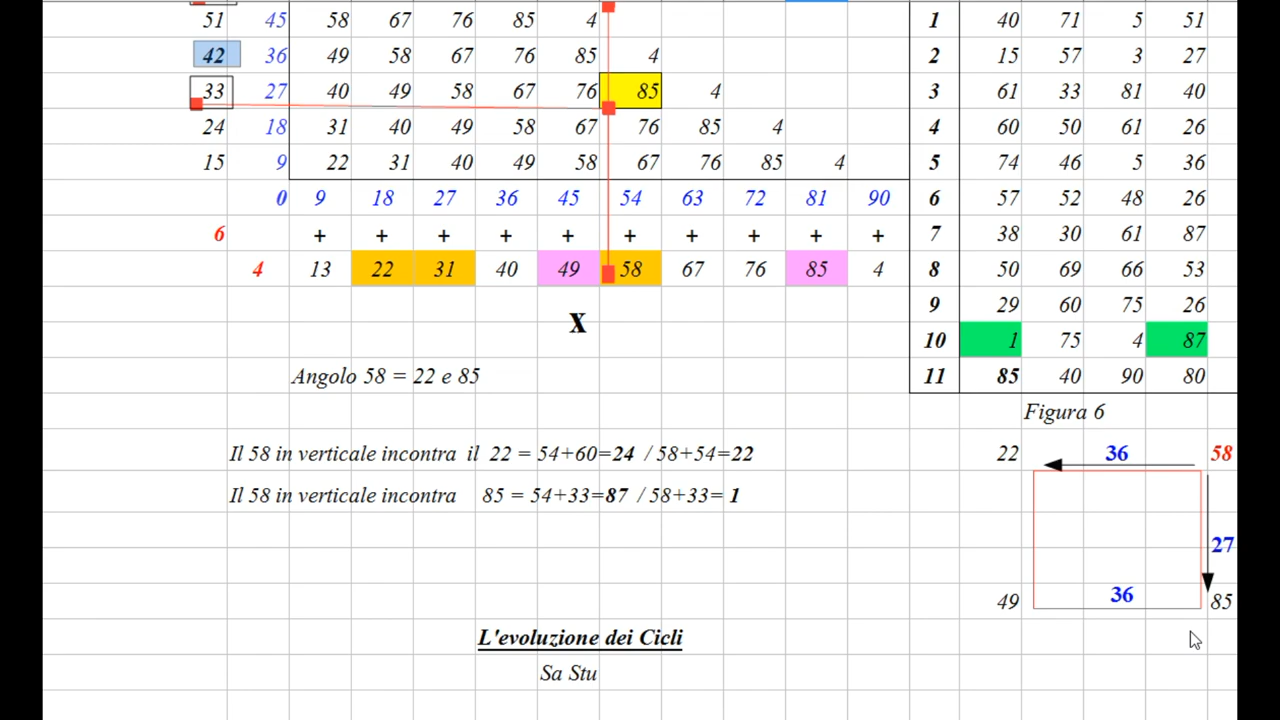 51 45 58 67 76 85 4 1 40 71 5 51
42 36 49 58 67 76 85 4 2 15 57 3 27
33 27 40 49 58 67 76 85 4 3 61 33 81 40
24 18 31 40 49 58 67 76 85 4 4 60 50 61 26
15 9 22 31 40 49 58 67 76 85 4 5 74 46 5 36
0 9 18 27 36 45 54 63 72 81 90 6 57 52 48 26
6 + + + + + + + + + + 7 38 30 61 87
4 13 22 31 40 49 58 67 76 85 4 8 50 69 66 53
9 29 60 75 26
X 10 1 75 4 87
Angolo 58 = 22 e 85 11 85 40 90 80
Figura 6
Il 58 in verticale incontra il 22 = 54+60=24 / 58+54=22 22 36 58
Il 58 in verticale incontra 85 = 54+33=87 / 58+33= 1
27
49 36 85
L'evoluzione dei Cicli
Sa Stu